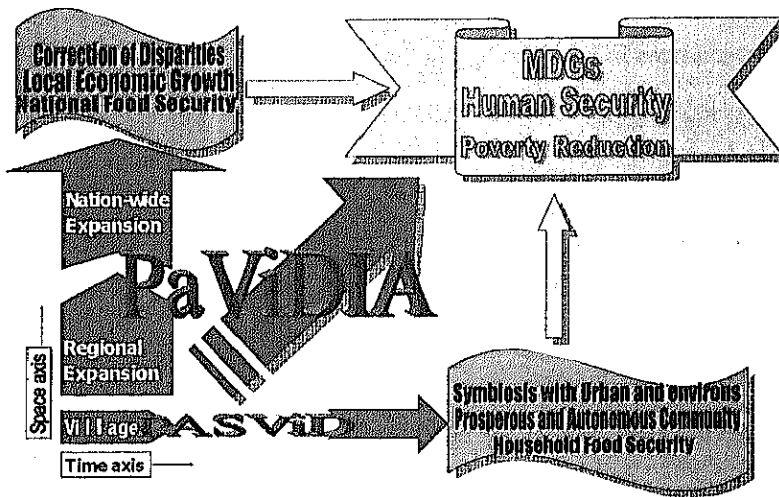 Correction of Disparities
Local Economic Growth
National Food Security
MDGs
Human Security
Poverty Reduction
Nation-wide
Expansion
PaViDIA
Regional
Expansion
Space axis
Village
PASViD
Time axis
Symbiosis with Urban and environs
Prosperous and Autonomous Community
Household Food Security